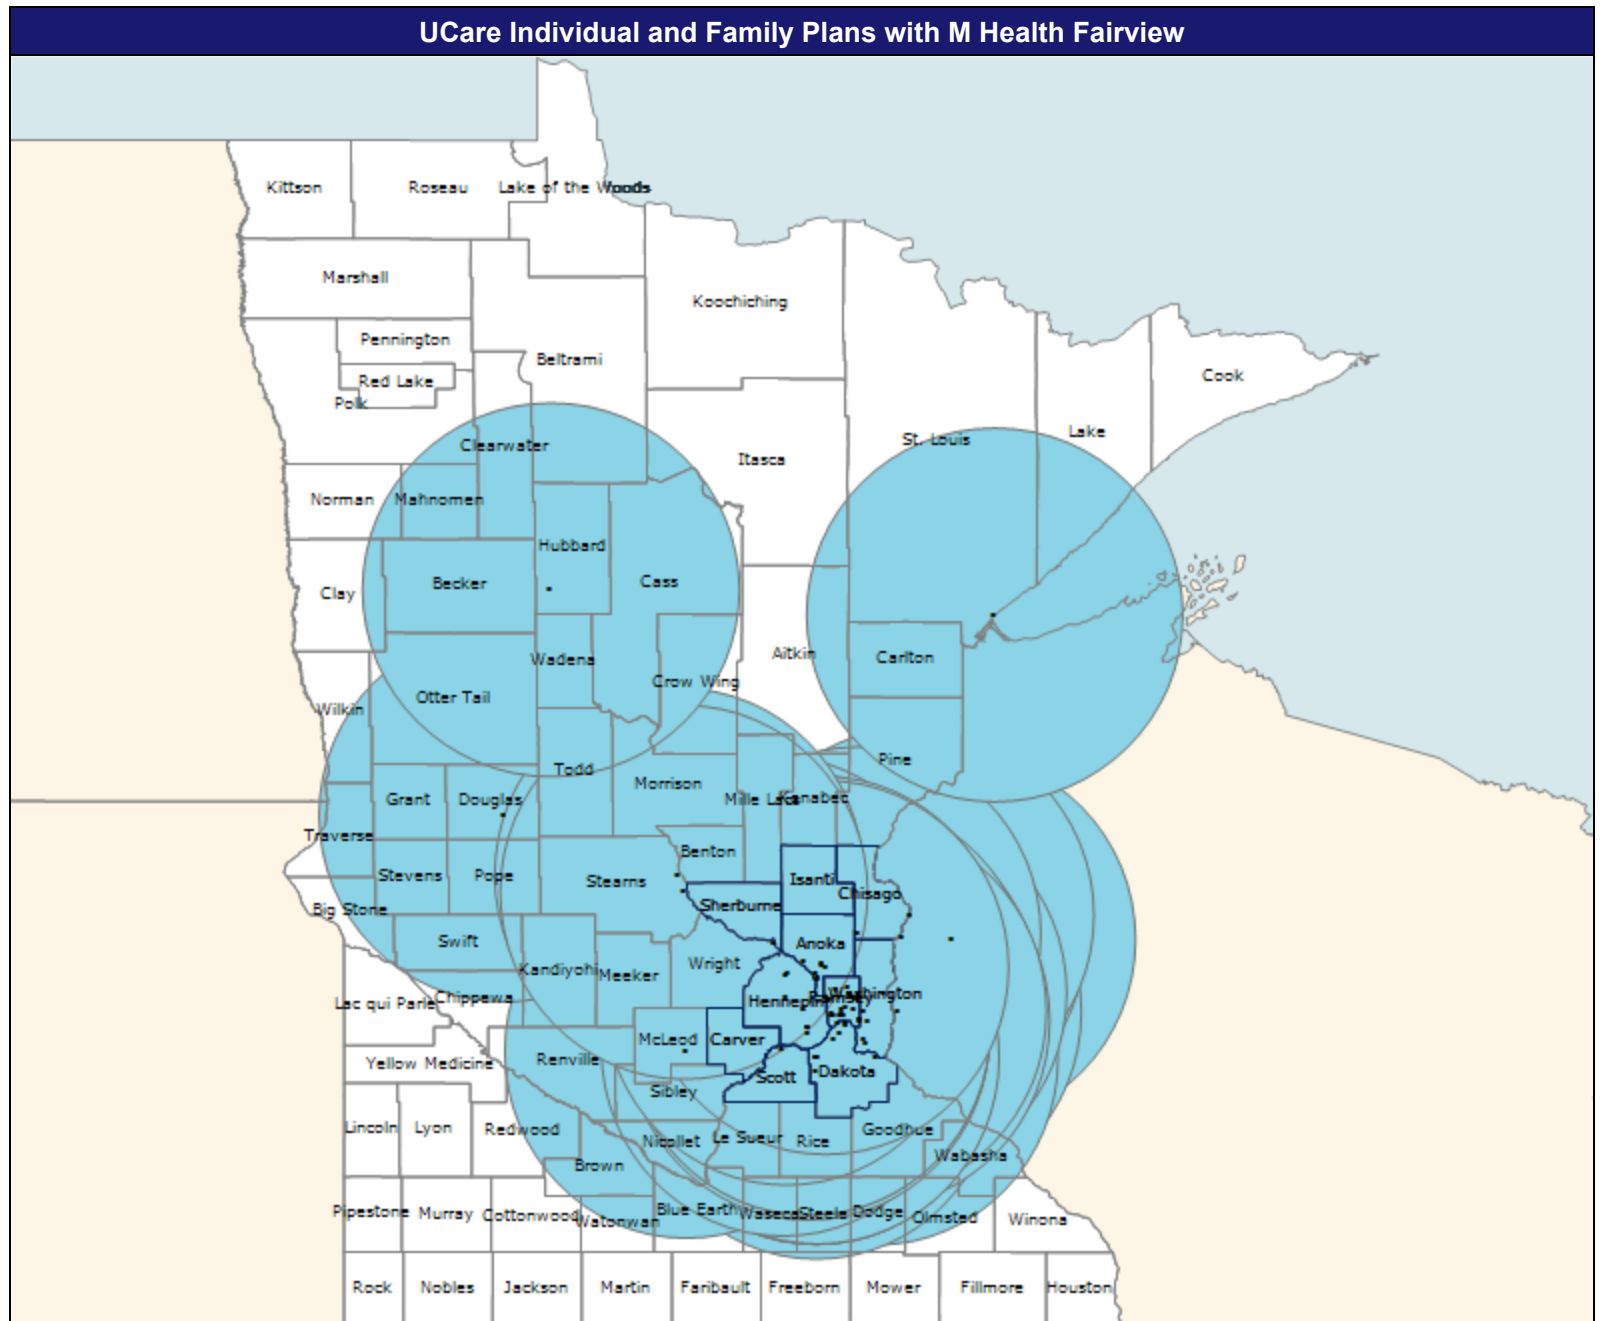 UCare Individual and Family Plans with M Health Fairview
Kittson
Roseau
Lake of the Woods
Marshall
Koochiching
Pennington
Beltrami
Red Lake
Cook
Polk
Lake
St. Louis
Clearwater
Itasca
Norman
Mahnomen
Hubbard
Clay
Becker
Cass
Aitkin
Carlton
Wadena
Crow Wing
Otter Tail
Wilkin
Pine
Todd
Morrison
Grant
Douglas
Mille Lacs
Kanabec
Traverse
Benton
Stevens
Pope
Stearns
Isanti
Chisago
Big Stone
Sherburne
Swift
Anoka
Wright
Kandiyohi
Meeker
Lac qui Parle
Chippewa
Hennepin
Ramsey
Washington
McLeod
Carver
Renville
Yellow Medicine
Scott
Dakota
Sibley
Lincoln
Lyon
Redwood
Nicollet
Le Sueur
Rice
Goodhue
Wabasha
Brown
Pipestone
Murray
Cottonwood
Watonwan
Blue Earth
Waseca
Steele
Dodge
Olmsted
Winona
Rock
Nobles
Jackson
Martin
Faribault
Freeborn
Mower
Fillmore
Houston